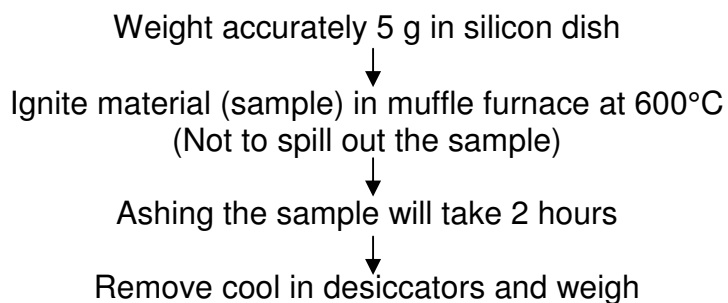 Weight accurately 5 g in silicon dish
Ignite material (sample) in muffle furnace at 600°C
(Not to spill out the sample)
Ashing the sample will take 2 hours
Remove cool in desiccators and weigh